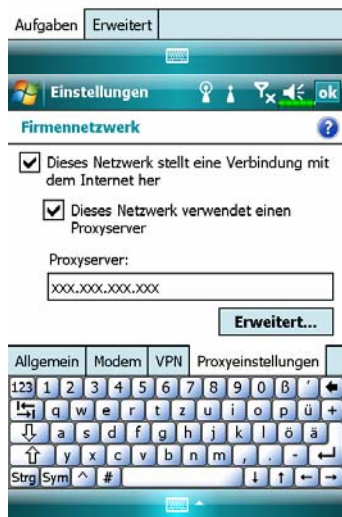 Aufgaben Erweitert
Einstellungen ok
Firmennetzwerk ?
Dieses Netzwerk stellt eine Verbindung mit
dem Internet her
Dieses Netzwerk verwendet einen
Proxyserver
Proxyserver:
xxx.xxx.xxx.xxx
Erweitert...
Allgemein Modem VPN Proxyeinstellungen
123 1 2 3 4 5 6 7 8 9 0 ß ´
q w e r t z u i o p ü +
a s d f g h j k l ö ä
y x c v b n m , . -
Strg Sym ^ #